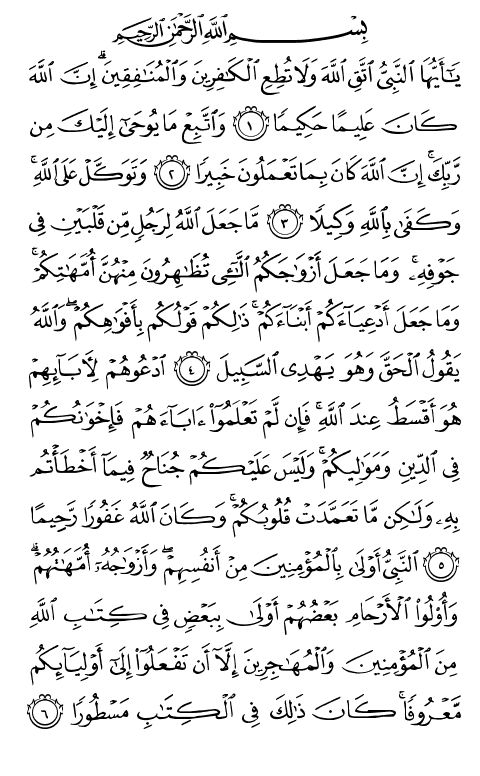 بِسْمِ ٱللَّهِ ٱلرَّحْمَٰنِ ٱلرَّحِيمِ
يَٰٓأَيُّهَا ٱلنَّبِيُّ ٱتَّقِ ٱللَّهَ وَلَا تُطِعِ ٱلْكَٰفِرِينَ وَٱلْمُنَٰفِقِينَۗ إِنَّ ٱللَّهَ
كَانَ عَلِيمًا حَكِيمٗا ١ وَٱتَّبِعۡ مَا يُوحَىٰٓ إِلَيۡكَ مِن
رَّبِّكَۚ إِنَّ ٱللَّهَ كَانَ بِمَا تَعۡمَلُونَ خَبِيرٗا ٢ وَتَوَكَّلۡ عَلَى ٱللَّهِۚ
وَكَفَىٰ بِٱللَّهِ وَكِيلٗا ٣ مَّا جَعَلَ ٱللَّهُ لِرَجُلٖ مِّن قَلۡبَيۡنِ فِي
جَوۡفِهِۦۚ وَمَا جَعَلَ أَزۡوَٰجَكُمُ ٱلَّٰٓـِٔي تُظَٰهِرُونَ مِنۡهُنَّ أُمَّهَٰتِكُمۡۚ
وَمَا جَعَلَ أَدۡعِيَآءَكُمۡ أَبۡنَآءَكُمۡۚ ذَٰلِكُمۡ قَوۡلُكُم بِأَفۡوَٰهِكُمۡۖ وَٱللَّهُ
يَقُولُ ٱلۡحَقَّ وَهُوَ يَهۡدِي ٱلسَّبِيلَ ٤ ٱدۡعُوهُمۡ لِأٓبَآئِهِمۡ
هُوَ أَقۡسَطُ عِندَ ٱللَّهِۚ فَإِن لَّمۡ تَعۡلَمُوٓاْ ءَابَآءَهُمۡ فَإِخۡوَٰنُكُمۡ
فِي ٱلدِّينِ وَمَوَٰلِيكُمۡۚ وَلَيۡسَ عَلَيۡكُمۡ جُنَاحٞ فِيمَآ أَخۡطَأۡتُم
بِهِۦ وَلَٰكِن مَّا تَعَمَّدَتۡ قُلُوبُكُمۡۚ وَكَانَ ٱللَّهُ غَفُورٗا رَّحِيمًا
٥ ٱلنَّبِيُّ أَوۡلَىٰ بِٱلۡمُؤۡمِنِينَ مِنۡ أَنفُسِهِمۡۖ وَأَزۡوَٰجُهُۥٓ أُمَّهَٰتُهُمۡۗ
وَأُوْلُواْ ٱلۡأَرۡحَامِ بَعۡضُهُمۡ أَوۡلَىٰ بِبَعۡضٖ فِي كِتَٰبِ ٱللَّهِ
مِنَ ٱلۡمُؤۡمِنِينَ وَٱلۡمُهَٰجِرِينَ إِلَّآ أَن تَفۡعَلُوٓاْ إِلَىٰٓ أَوۡلِيَآئِكُم
مَّعۡرُوفٗاۚ كَانَ ذَٰلِكَ فِي ٱلۡكِتَٰبِ مَسۡطُورٗا ٦